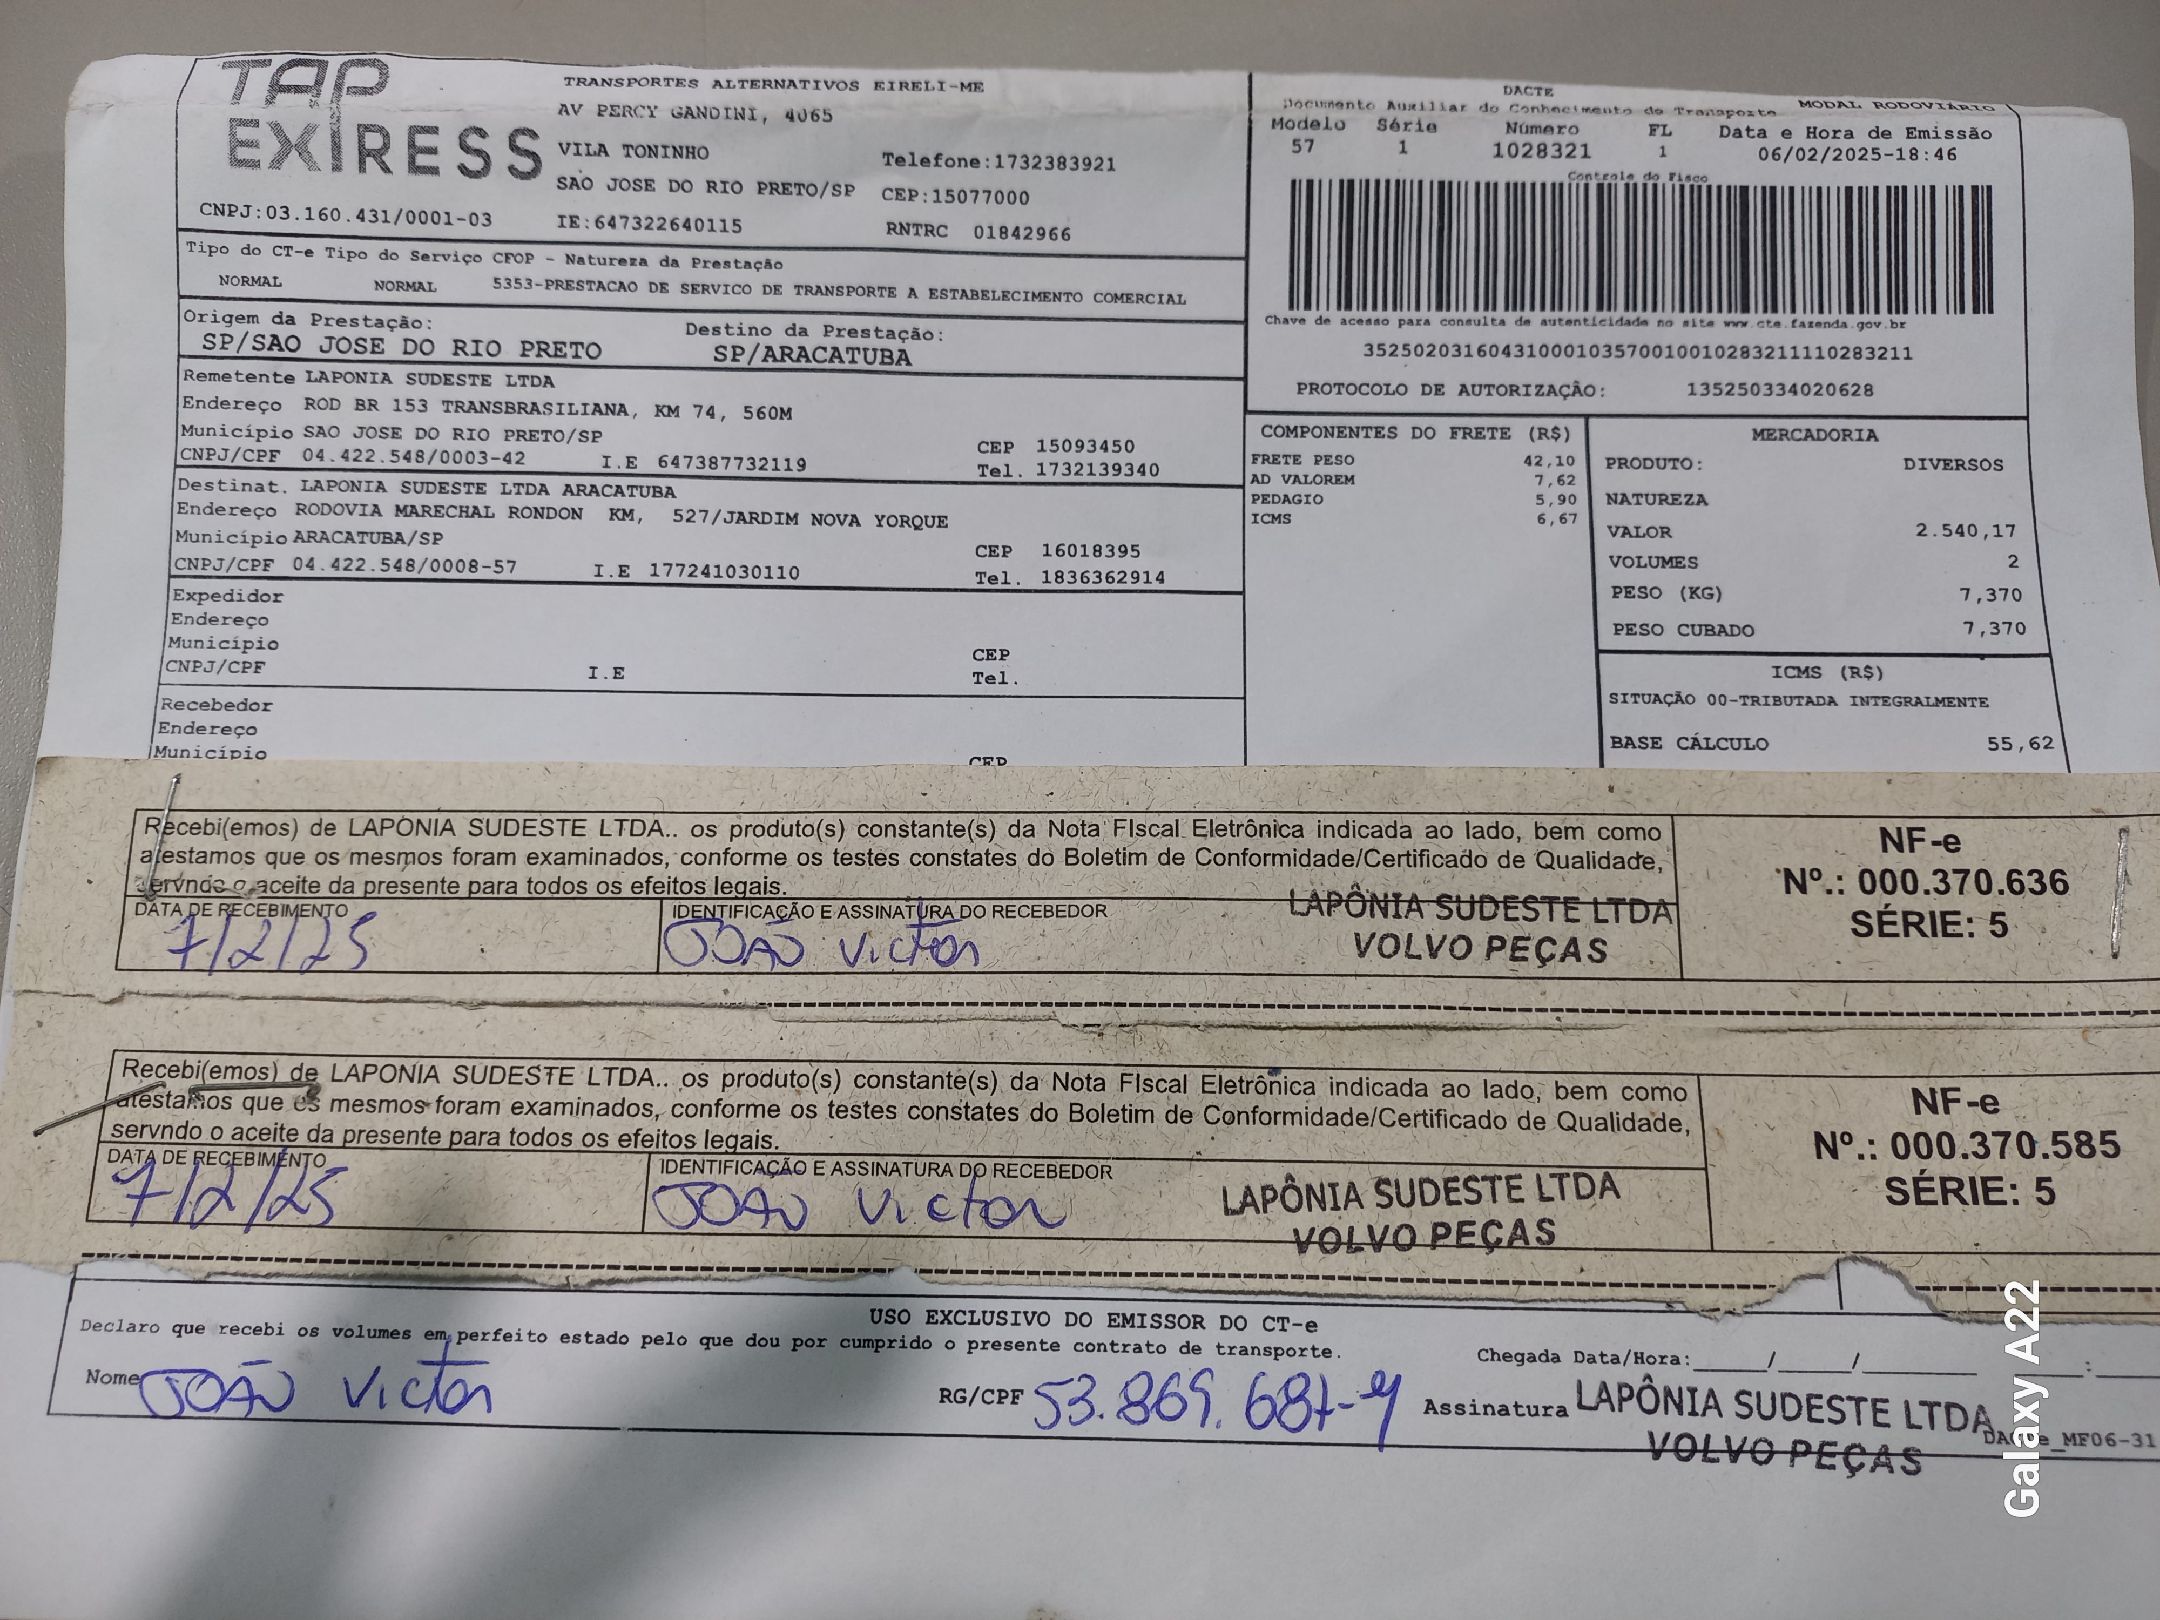 TAP
EXPRESS
TRANSPORTES ALTERNATIVOS EIRELI-ME
AV PERCY GANDINI, 4065
VILA TONINHO
Telefone:1732383921
SAO JOSE DO RIO PRETO/SP CEP:15077000
CNPJ:03.160.431/0001-03 IE:647322640115 RNTRC 01842966
DACTE
Documento Auxiliar do Conhecimento de Transporte MODAL RODOVIÁRIO
Modelo Série Número FL Data e Hora de Emissão
57 1 1028321 1 06/02/2025-18:46
Controle do Fisco
Chave de acesso para consulta de autenticidade no site www.cte.fazenda.gov.br
35250203160431000103570010010283211110283211
PROTOCOLO DE AUTORIZAÇÃO: 135250334020628
Tipo do CT-e Tipo do Serviço CFOP - Natureza da Prestação
NORMAL NORMAL 5353-PRESTACAO DE SERVICO DE TRANSPORTE A ESTABELECIMENTO COMERCIAL
Origem da Prestação: Destino da Prestação:
SP/SAO JOSE DO RIO PRETO SP/ARACATUBA
Remetente LAPONIA SUDESTE LTDA
Endereço ROD BR 153 TRANSBRASILIANA, KM 74, 560M
Município SAO JOSE DO RIO PRETO/SP CEP 15093450
CNPJ/CPF 04.422.548/0003-42 I.E 647387732119 Tel. 1732139340
Destinat. LAPONIA SUDESTE LTDA ARACATUBA
Endereço RODOVIA MARECHAL RONDON KM, 527/JARDIM NOVA YORQUE
Município ARACATUBA/SP CEP 16018395
CNPJ/CPF 04.422.548/0008-57 I.E 177241030110 Tel. 1836362914
Expedidor
Endereço
Município CEP
CNPJ/CPF I.E Tel.
Recebedor
Endereço
Município CEP
COMPONENTES DO FRETE (R$)
FRETE PESO 42,10
AD VALOREM 7,62
PEDAGIO 5,90
ICMS 6,67
MERCADORIA
PRODUTO: DIVERSOS
NATUREZA
VALOR 2.540,17
VOLUMES 2
PESO (KG) 7,370
PESO CUBADO 7,370
ICMS (R$)
SITUAÇÃO 00-TRIBUTADA INTEGRALMENTE
BASE CÁLCULO 55,62
Recebi(emos) de LAPONIA SUDESTE LTDA.. os produto(s) constante(s) da Nota FIscal Eletrônica indicada ao lado, bem como
atestamos que os mesmos foram examinados, conforme os testes constates do Boletim de Conformidade/Certificado de Qualidade,
servndo o aceite da presente para todos os efeitos legais.
DATA DE RECEBIMENTO IDENTIFICAÇÃO E ASSINATURA DO RECEBEDOR
7/2/25 JOÃO Victor
LAPÔNIA SUDESTE LTDA
VOLVO PEÇAS
NF-e
Nº.: 000.370.636
SÉRIE: 5
Recebi(emos) de LAPONIA SUDESTE LTDA.. os produto(s) constante(s) da Nota FIscal Eletrônica indicada ao lado, bem como
atestamos que os mesmos foram examinados, conforme os testes constates do Boletim de Conformidade/Certificado de Qualidade,
servndo o aceite da presente para todos os efeitos legais.
DATA DE RECEBIMENTO IDENTIFICAÇÃO E ASSINATURA DO RECEBEDOR
7/2/25 JOÃO Victor
LAPÔNIA SUDESTE LTDA
VOLVO PEÇAS
NF-e
Nº.: 000.370.585
SÉRIE: 5
USO EXCLUSIVO DO EMISSOR DO CT-e
Declaro que recebi os volumes em perfeito estado pelo que dou por cumprido o presente contrato de transporte.
Chegada Data/Hora:_____/_____/_______ :
Nome JOÃO Victor RG/CPF 53.869.687-4 Assinatura
LAPÔNIA SUDESTE LTDA
VOLVO PEÇAS
MF06-31
Galaxy A22